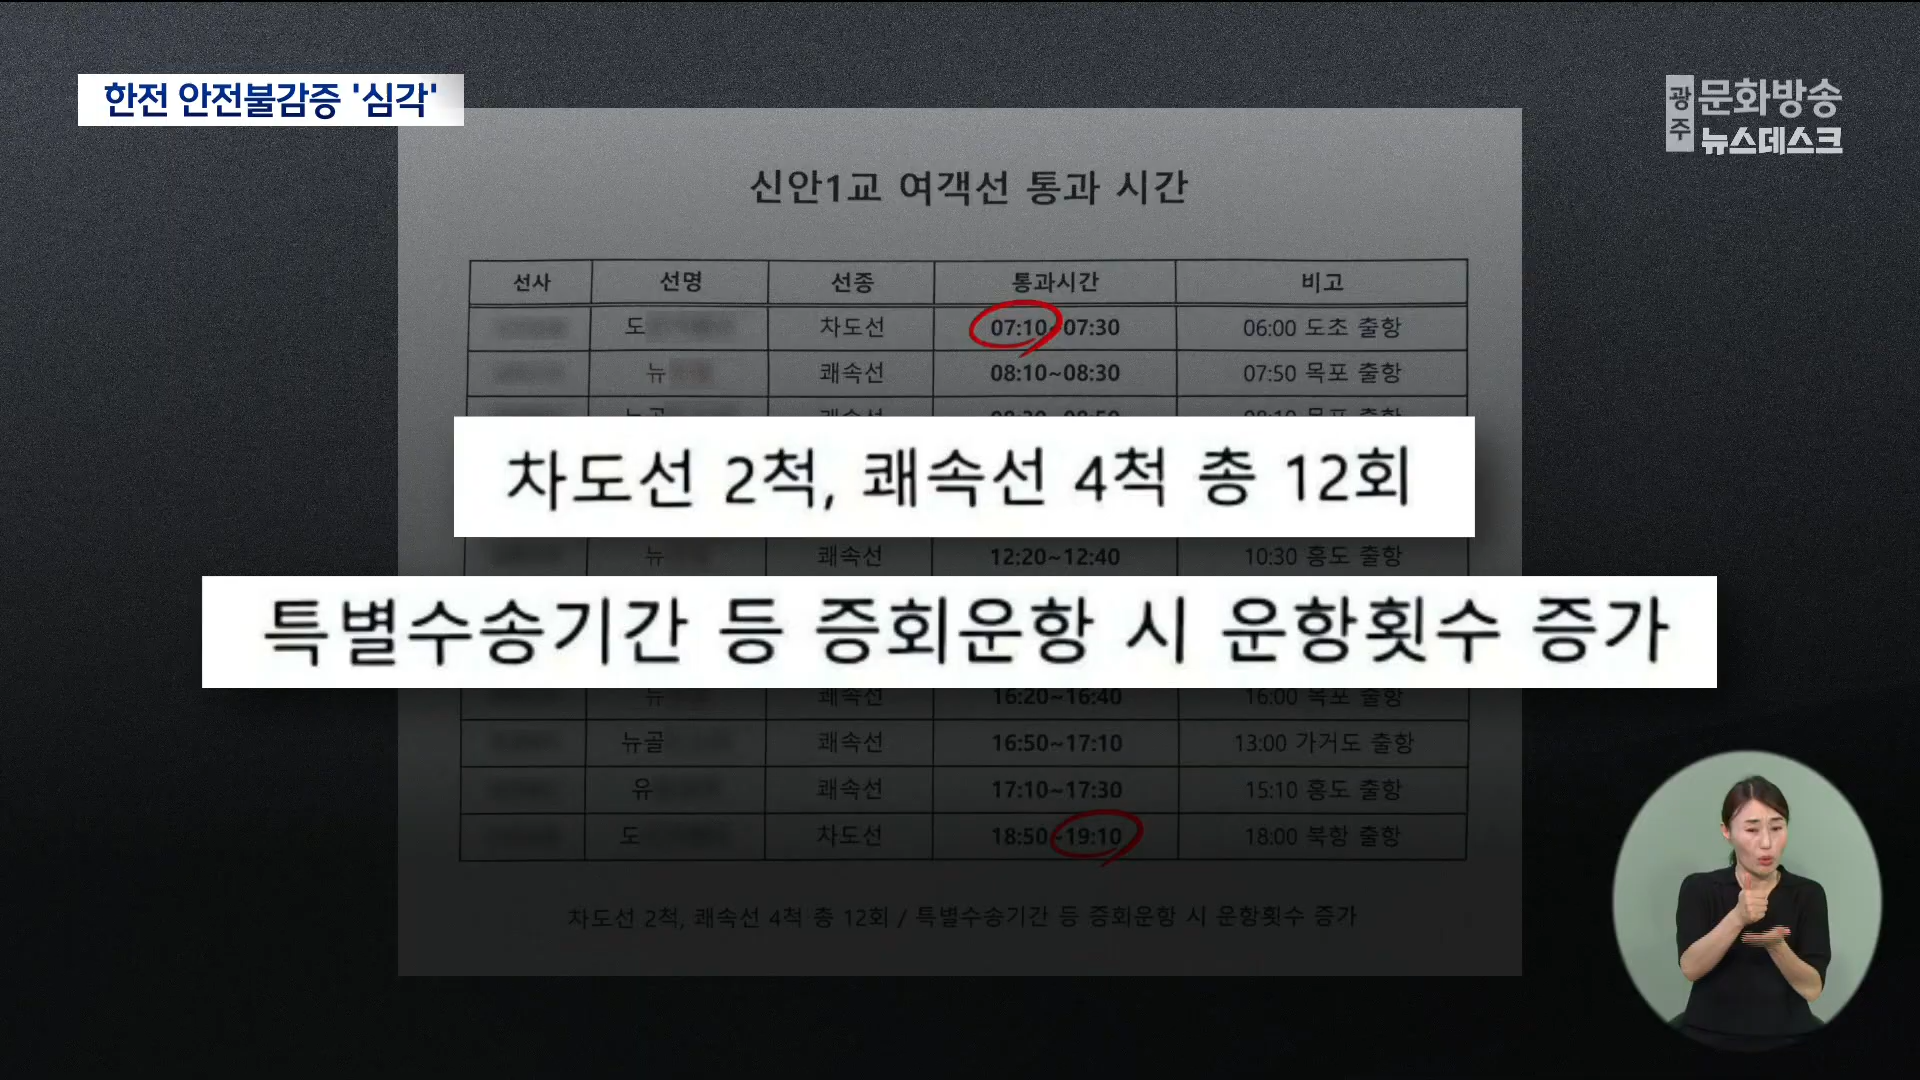 한전 안전불감증 '심각'
광주 문화방송
뉴스데스크
신안1교 여객선 통과 시간
선사 선명 선종 통과시간 비고
도 차도선 07:10~07:30 06:00 도초 출항
뉴 쾌속선 08:10~08:30 07:50 목포 출항
차도선 2척, 쾌속선 4척 총 12회
뉴 쾌속선 12:20~12:40 10:30 홍도 출항
특별수송기간 등 증회운항 시 운항횟수 증가
뉴 쾌속선 16:20~16:40 16:00 목포 출항
뉴골 쾌속선 16:50~17:10 13:00 가거도 출항
유 쾌속선 17:10~17:30 15:10 홍도 출항
도 차도선 18:50~19:10 18:00 북항 출항
차도선 2척, 쾌속선 4척 총 12회 / 특별수송기간 등 증회운항 시 운항횟수 증가